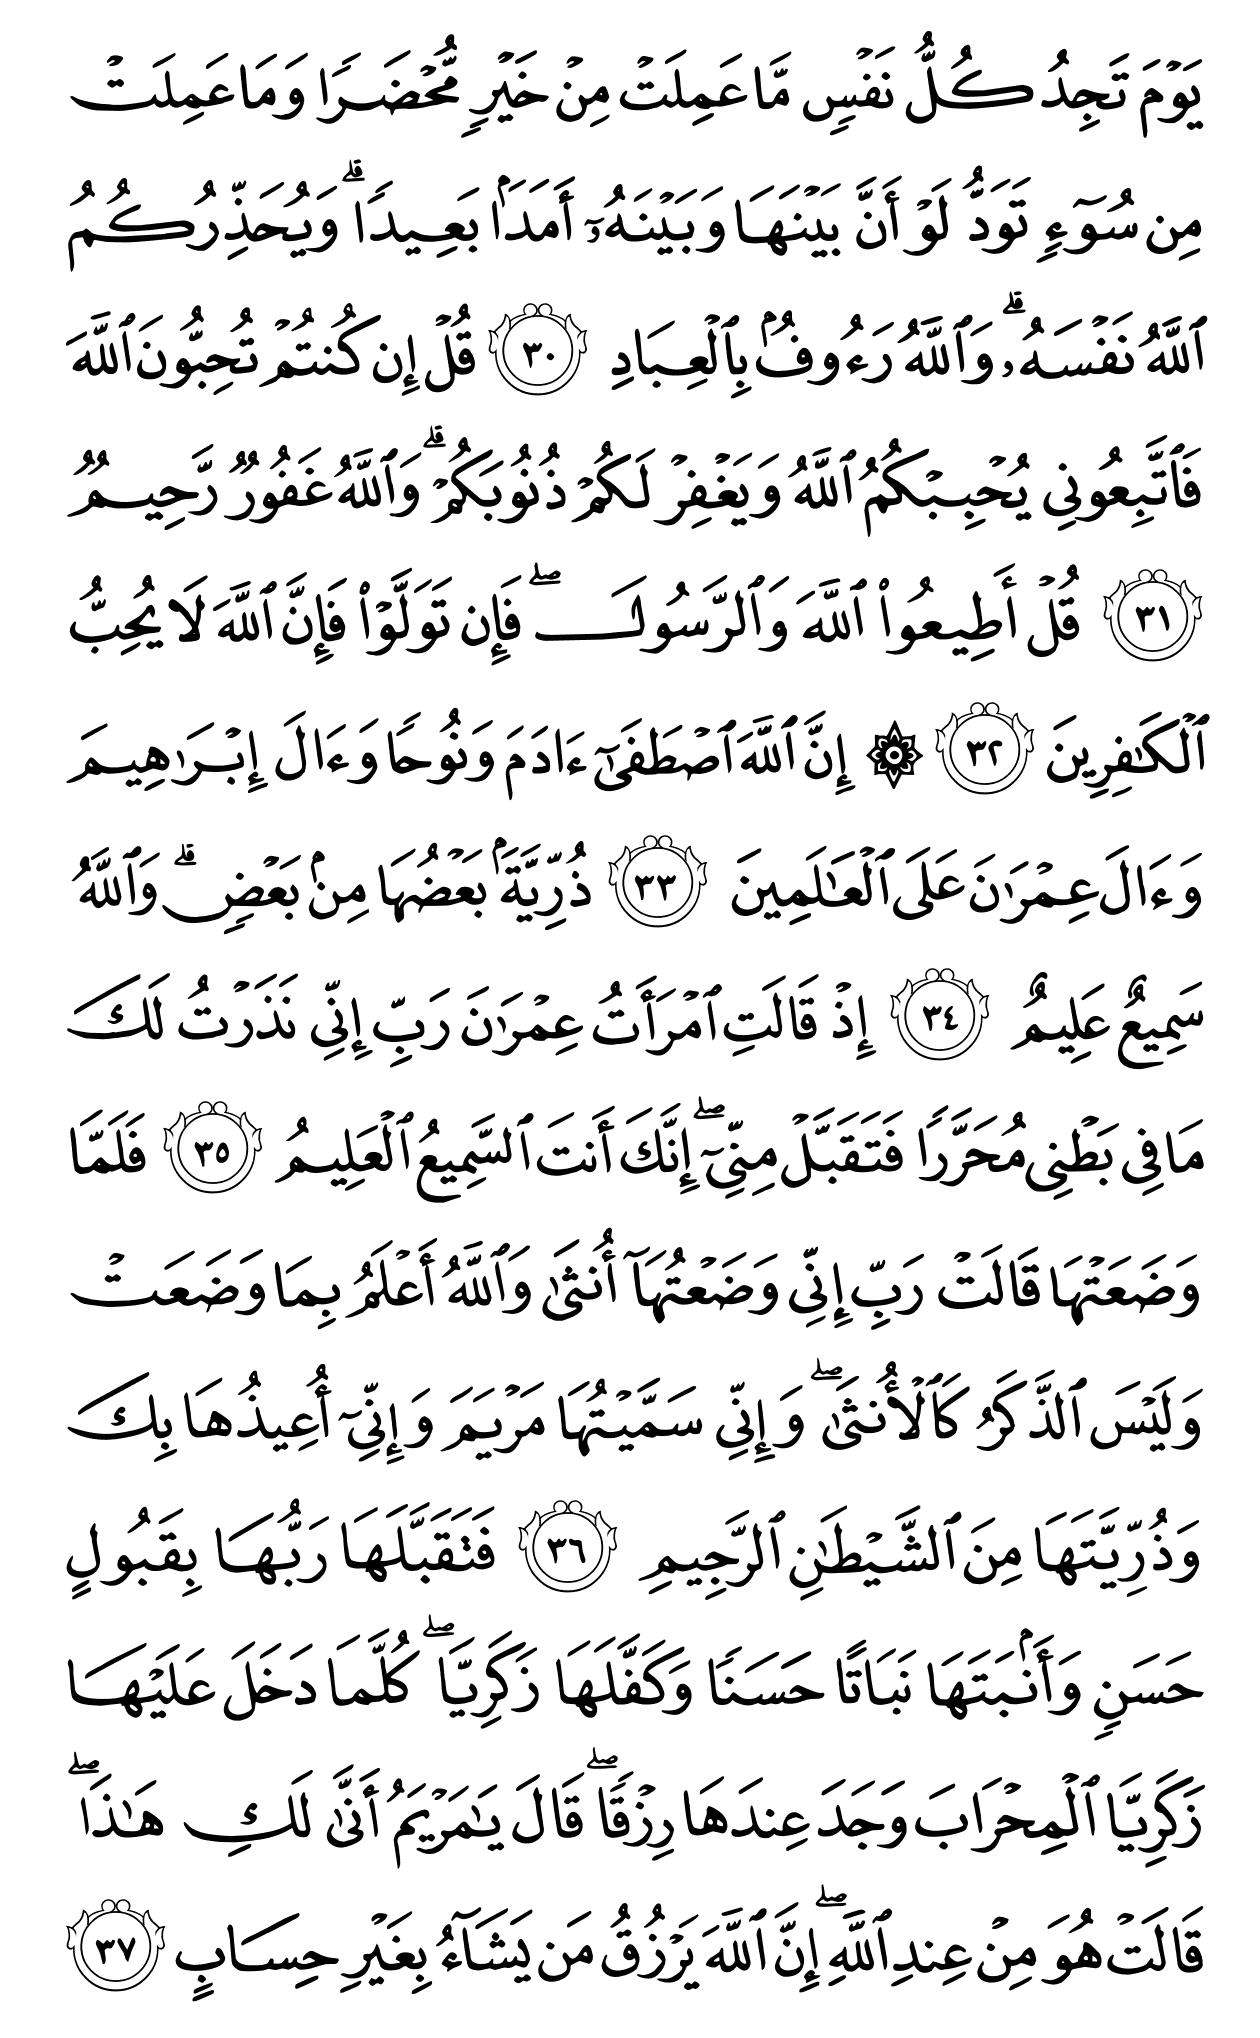 يَوْمَ تَجِدُ كُلُّ نَفْسٍ مَّا عَمِلَتْ مِنْ خَيْرٍ مُّحْضَرًا وَمَا عَمِلَتْ
مِن سُوٓءٍ تَوَدُّ لَوْ أَنَّ بَيْنَهَا وَبَيْنَهُۥٓ أَمَدَۢا بَعِيدًا ۗ وَيُحَذِّرُكُمُ
ٱللَّهُ نَفْسَهُۥ ۗ وَٱللَّهُ رَءُوفُۢ بِٱلْعِبَادِ ٣٠ قُلْ إِن كُنتُمْ تُحِبُّونَ ٱللَّهَ
فَٱتَّبِعُونِى يُحْبِبْكُمُ ٱللَّهُ وَيَغْفِرْ لَكُمْ ذُنُوبَكُمْ ۗ وَٱللَّهُ غَفُورٌ رَّحِيمٌ
٣١ قُلْ أَطِيعُوا۟ ٱللَّهَ وَٱلرَّسُولَ ۖ فَإِن تَوَلَّوْا۟ فَإِنَّ ٱللَّهَ لَا يُحِبُّ
ٱلْكَـٰفِرِينَ ٣٢ ۞ إِنَّ ٱللَّهَ ٱصْطَفَىٰٓ ءَادَمَ وَنُوحًا وَءَالَ إِبْرَٰهِيمَ
وَءَالَ عِمْرَٰنَ عَلَى ٱلْعَـٰلَمِينَ ٣٣ ذُرِّيَّةَۢ بَعْضُهَا مِنۢ بَعْضٍ ۗ وَٱللَّهُ
سَمِيعٌ عَلِيمٌ ٣٤ إِذْ قَالَتِ ٱمْرَأَتُ عِمْرَٰنَ رَبِّ إِنِّى نَذَرْتُ لَكَ
مَا فِى بَطْنِى مُحَرَّرًا فَتَقَبَّلْ مِنِّىٓ ۖ إِنَّكَ أَنتَ ٱلسَّمِيعُ ٱلْعَلِيمُ ٣٥ فَلَمَّا
وَضَعَتْهَا قَالَتْ رَبِّ إِنِّى وَضَعْتُهَآ أُنثَىٰ وَٱللَّهُ أَعْلَمُ بِمَا وَضَعَتْ
وَلَيْسَ ٱلذَّكَرُ كَٱلْأُنثَىٰ ۖ وَإِنِّى سَمَّيْتُهَا مَرْيَمَ وَإِنِّىٓ أُعِيذُهَا بِكَ
وَذُرِّيَّتَهَا مِنَ ٱلشَّيْطَـٰنِ ٱلرَّجِيمِ ٣٦ فَتَقَبَّلَهَا رَبُّهَا بِقَبُولٍ
حَسَنٍ وَأَنۢبَتَهَا نَبَاتًا حَسَنًا وَكَفَّلَهَا زَكَرِيَّا ۖ كُلَّمَا دَخَلَ عَلَيْهَا
زَكَرِيَّا ٱلْمِحْرَابَ وَجَدَ عِندَهَا رِزْقًا ۖ قَالَ يَـٰمَرْيَمُ أَنَّىٰ لَكِ هَـٰذَا ۖ
قَالَتْ هُوَ مِنْ عِندِ ٱللَّهِ ۖ إِنَّ ٱللَّهَ يَرْزُقُ مَن يَشَآءُ بِغَيْرِ حِسَابٍ ٣٧